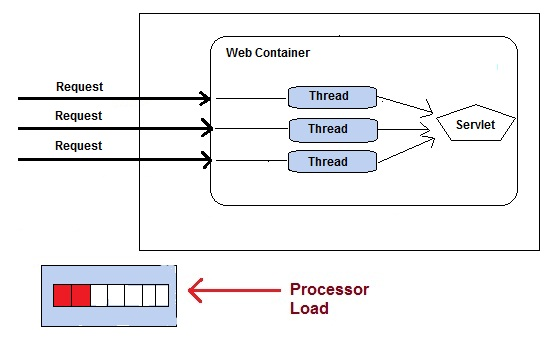 Web Container
Request
Thread
Request
Thread
Servlet
Request
Thread
Processor
Load